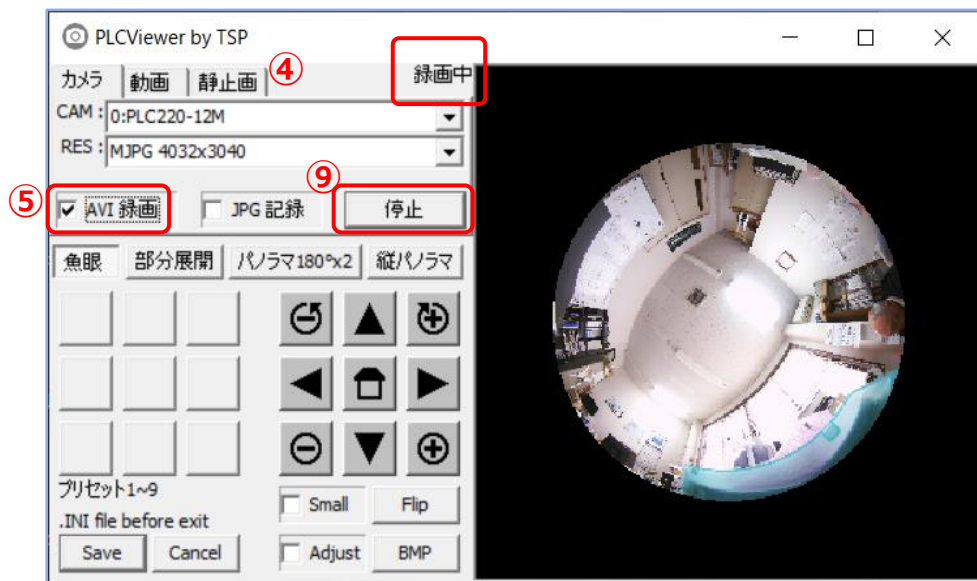 PLCViewer by TSP
カメラ 動画 静止画 ④ 録画中
CAM : 0:PLC220-12M
RES : MJPG 4032x3040
⑤ AVI 録画 JPG 記録 ⑨ 停止
魚眼 部分展開 パノラマ180°x2 縦パノラマ
プリセット1~9
.INI file before exit
Small Flip
Save Cancel Adjust BMP